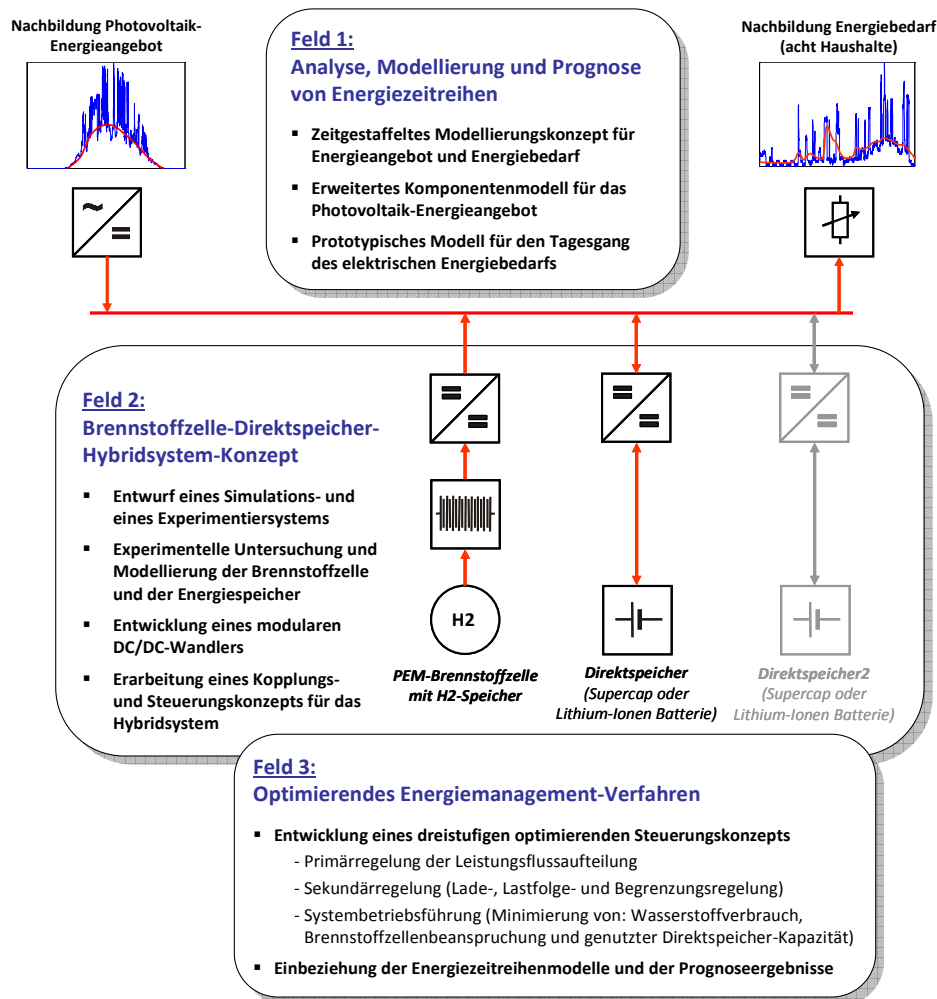 Nachbildung Photovoltaik-
Energieangebot
Feld 1:
Analyse, Modellierung und Prognose
von Energiezeitreihen
▪ Zeitgestaffeltes Modellierungskonzept für
Energieangebot und Energiebedarf
▪ Erweitertes Komponentenmodell für das
Photovoltaik-Energieangebot
▪ Prototypisches Modell für den Tagesgang
des elektrischen Energiebedarfs
Nachbildung Energiebedarf
(acht Haushalte)
Feld 2:
Brennstoffzelle-Direktspeicher-
Hybridsystem-Konzept
▪ Entwurf eines Simulations- und
eines Experimentiersystems
▪ Experimentelle Untersuchung und
Modellierung der Brennstoffzelle
und der Energiespeicher
▪ Entwicklung eines modularen
DC/DC-Wandlers
▪ Erarbeitung eines Kopplungs-
und Steuerungskonzepts für das
Hybridsystem
H2
PEM-Brennstoffzelle
mit H2-Speicher
Direktspeicher
(Supercap oder
Lithium-Ionen Batterie)
Direktspeicher2
(Supercap oder
Lithium-Ionen Batterie)
Feld 3:
Optimierendes Energiemanagement-Verfahren
▪ Entwicklung eines dreistufigen optimierenden Steuerungskonzepts
- Primärregelung der Leistungsflussaufteilung
- Sekundärregelung (Lade-, Lastfolge- und Begrenzungsregelung)
- Systembetriebsführung (Minimierung von: Wasserstoffverbrauch,
Brennstoffzellenbeanspruchung und genutzter Direktspeicher-Kapazität)
▪ Einbeziehung der Energiezeitreihenmodelle und der Prognoseergebnisse